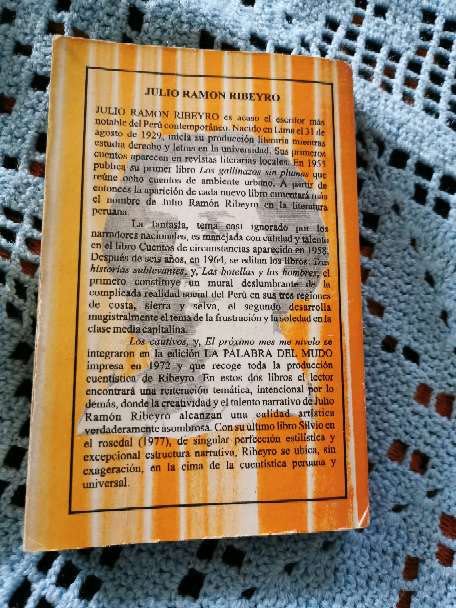 JULIO RAMON RIBEYRO
JULIO RAMON RIBEYRO es acaso el escritor más
notable del Perú contemporáneo. Nacido en Lima el 31 de
agosto de 1929, inicia su producción literaria mientras
estudia derecho y letras en la universidad. Sus primeros
cuentos aparecen en revistas literarias locales. En 1955
publica su primer libro Los gallinazos sin plumas que
reúne ocho cuentos de ambiente urbano. A partir de
entonces la aparición de cada nuevo libro cimentará más
el nombre de Julio Ramón Ribeyro en la literatura
peruana.
La fantasía, tema casi ignorado por los
narradores nacionales, es manejada con calidad y talento
en el libro Cuentos de circunstancias aparecido en 1958.
Después de seis años, en 1964, se editan los libros: Tres
historias sublevantes, y, Las botellas y los hombres, el
primero constituye un mural deslumbrante de la
complicada realidad social del Perú en sus tres regiones
de costa, sierra y selva, el segundo desarrolla
magistralmente el tema de la frustración y la soledad en la
clase media capitalina.
Los cautivos, y, El próximo mes me nivelo se
integraron en la edición LA PALABRA DEL MUDO
impresa en 1972 y que recoge toda la producción
cuentística de Ribeyro. En estos dos libros el lector
encontrará una reiteración temática, intencional por lo
demás, donde la creatividad y el talento narrativo de Julio
Ramón Ribeyro alcanzan una calidad artística
verdaderamente asombrosa. Con su último libro Silvio en
el rosedal (1977), de singular perfección estilística y
excepcional estructura narrativa, Ribeyro se ubica, sin
exageración, en la cima de la cuentística peruana y
universal.